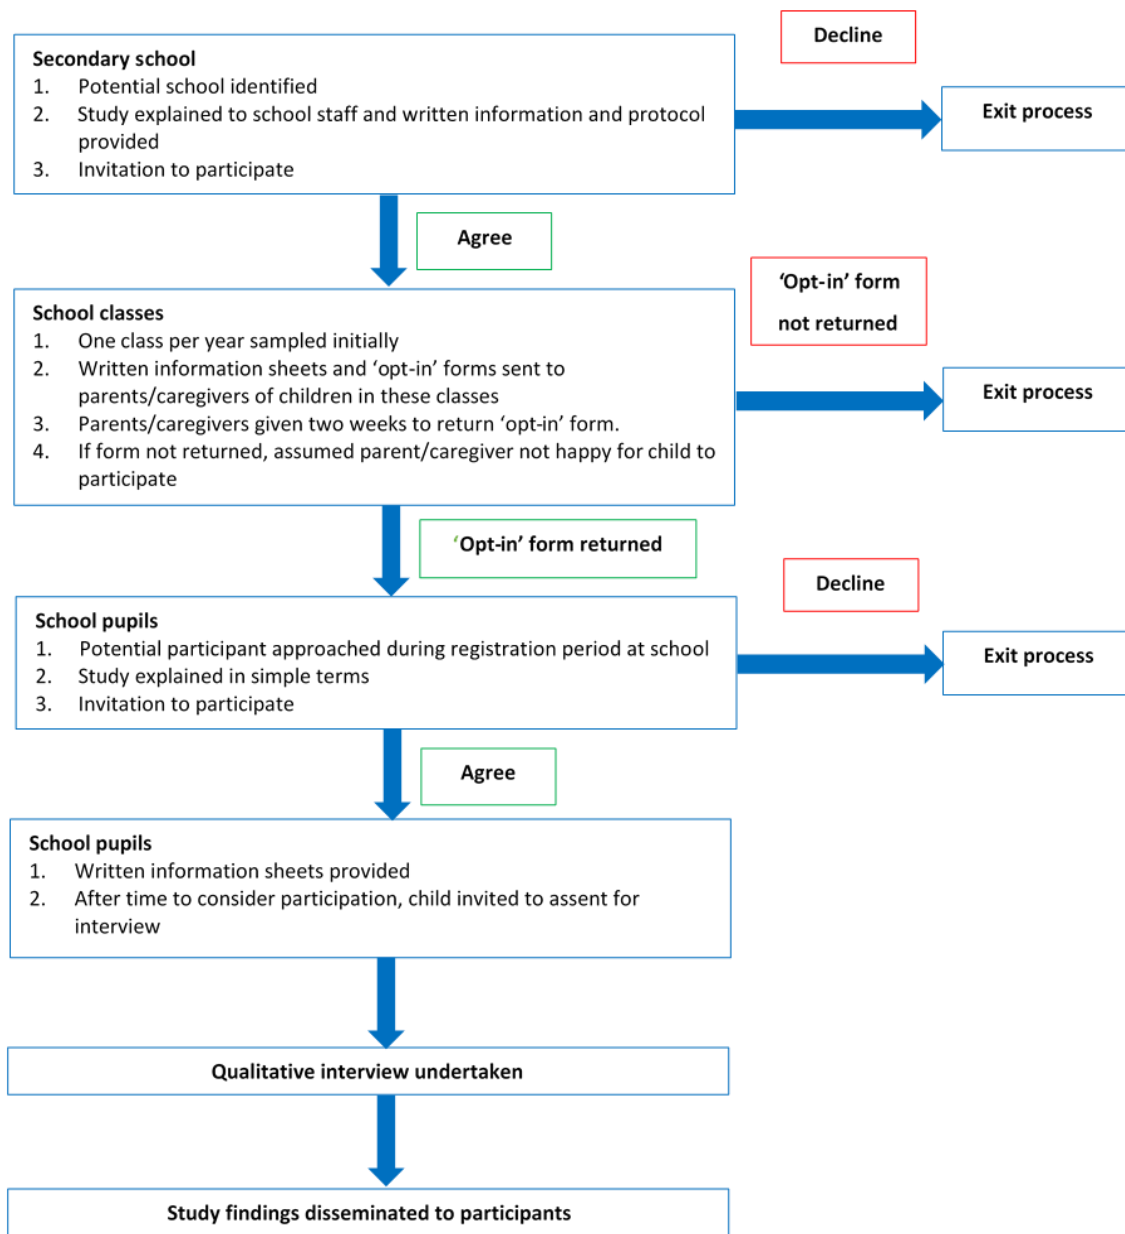 Decline
Secondary school
1. Potential school identified
2. Study explained to school staff and written information and protocol
provided
3. Invitation to participate
Exit process
Agree
‘Opt-in’ form
not returned
School classes
1. One class per year sampled initially
2. Written information sheets and ‘opt-in’ forms sent to
parents/caregivers of children in these classes
3. Parents/caregivers given two weeks to return ‘opt-in’ form.
4. If form not returned, assumed parent/caregiver not happy for child to
participate
Exit process
‘Opt-in’ form returned
Decline
School pupils
1. Potential participant approached during registration period at school
2. Study explained in simple terms
3. Invitation to participate
Exit process
Agree
School pupils
1. Written information sheets provided
2. After time to consider participation, child invited to assent for
interview
Qualitative interview undertaken
Study findings disseminated to participants